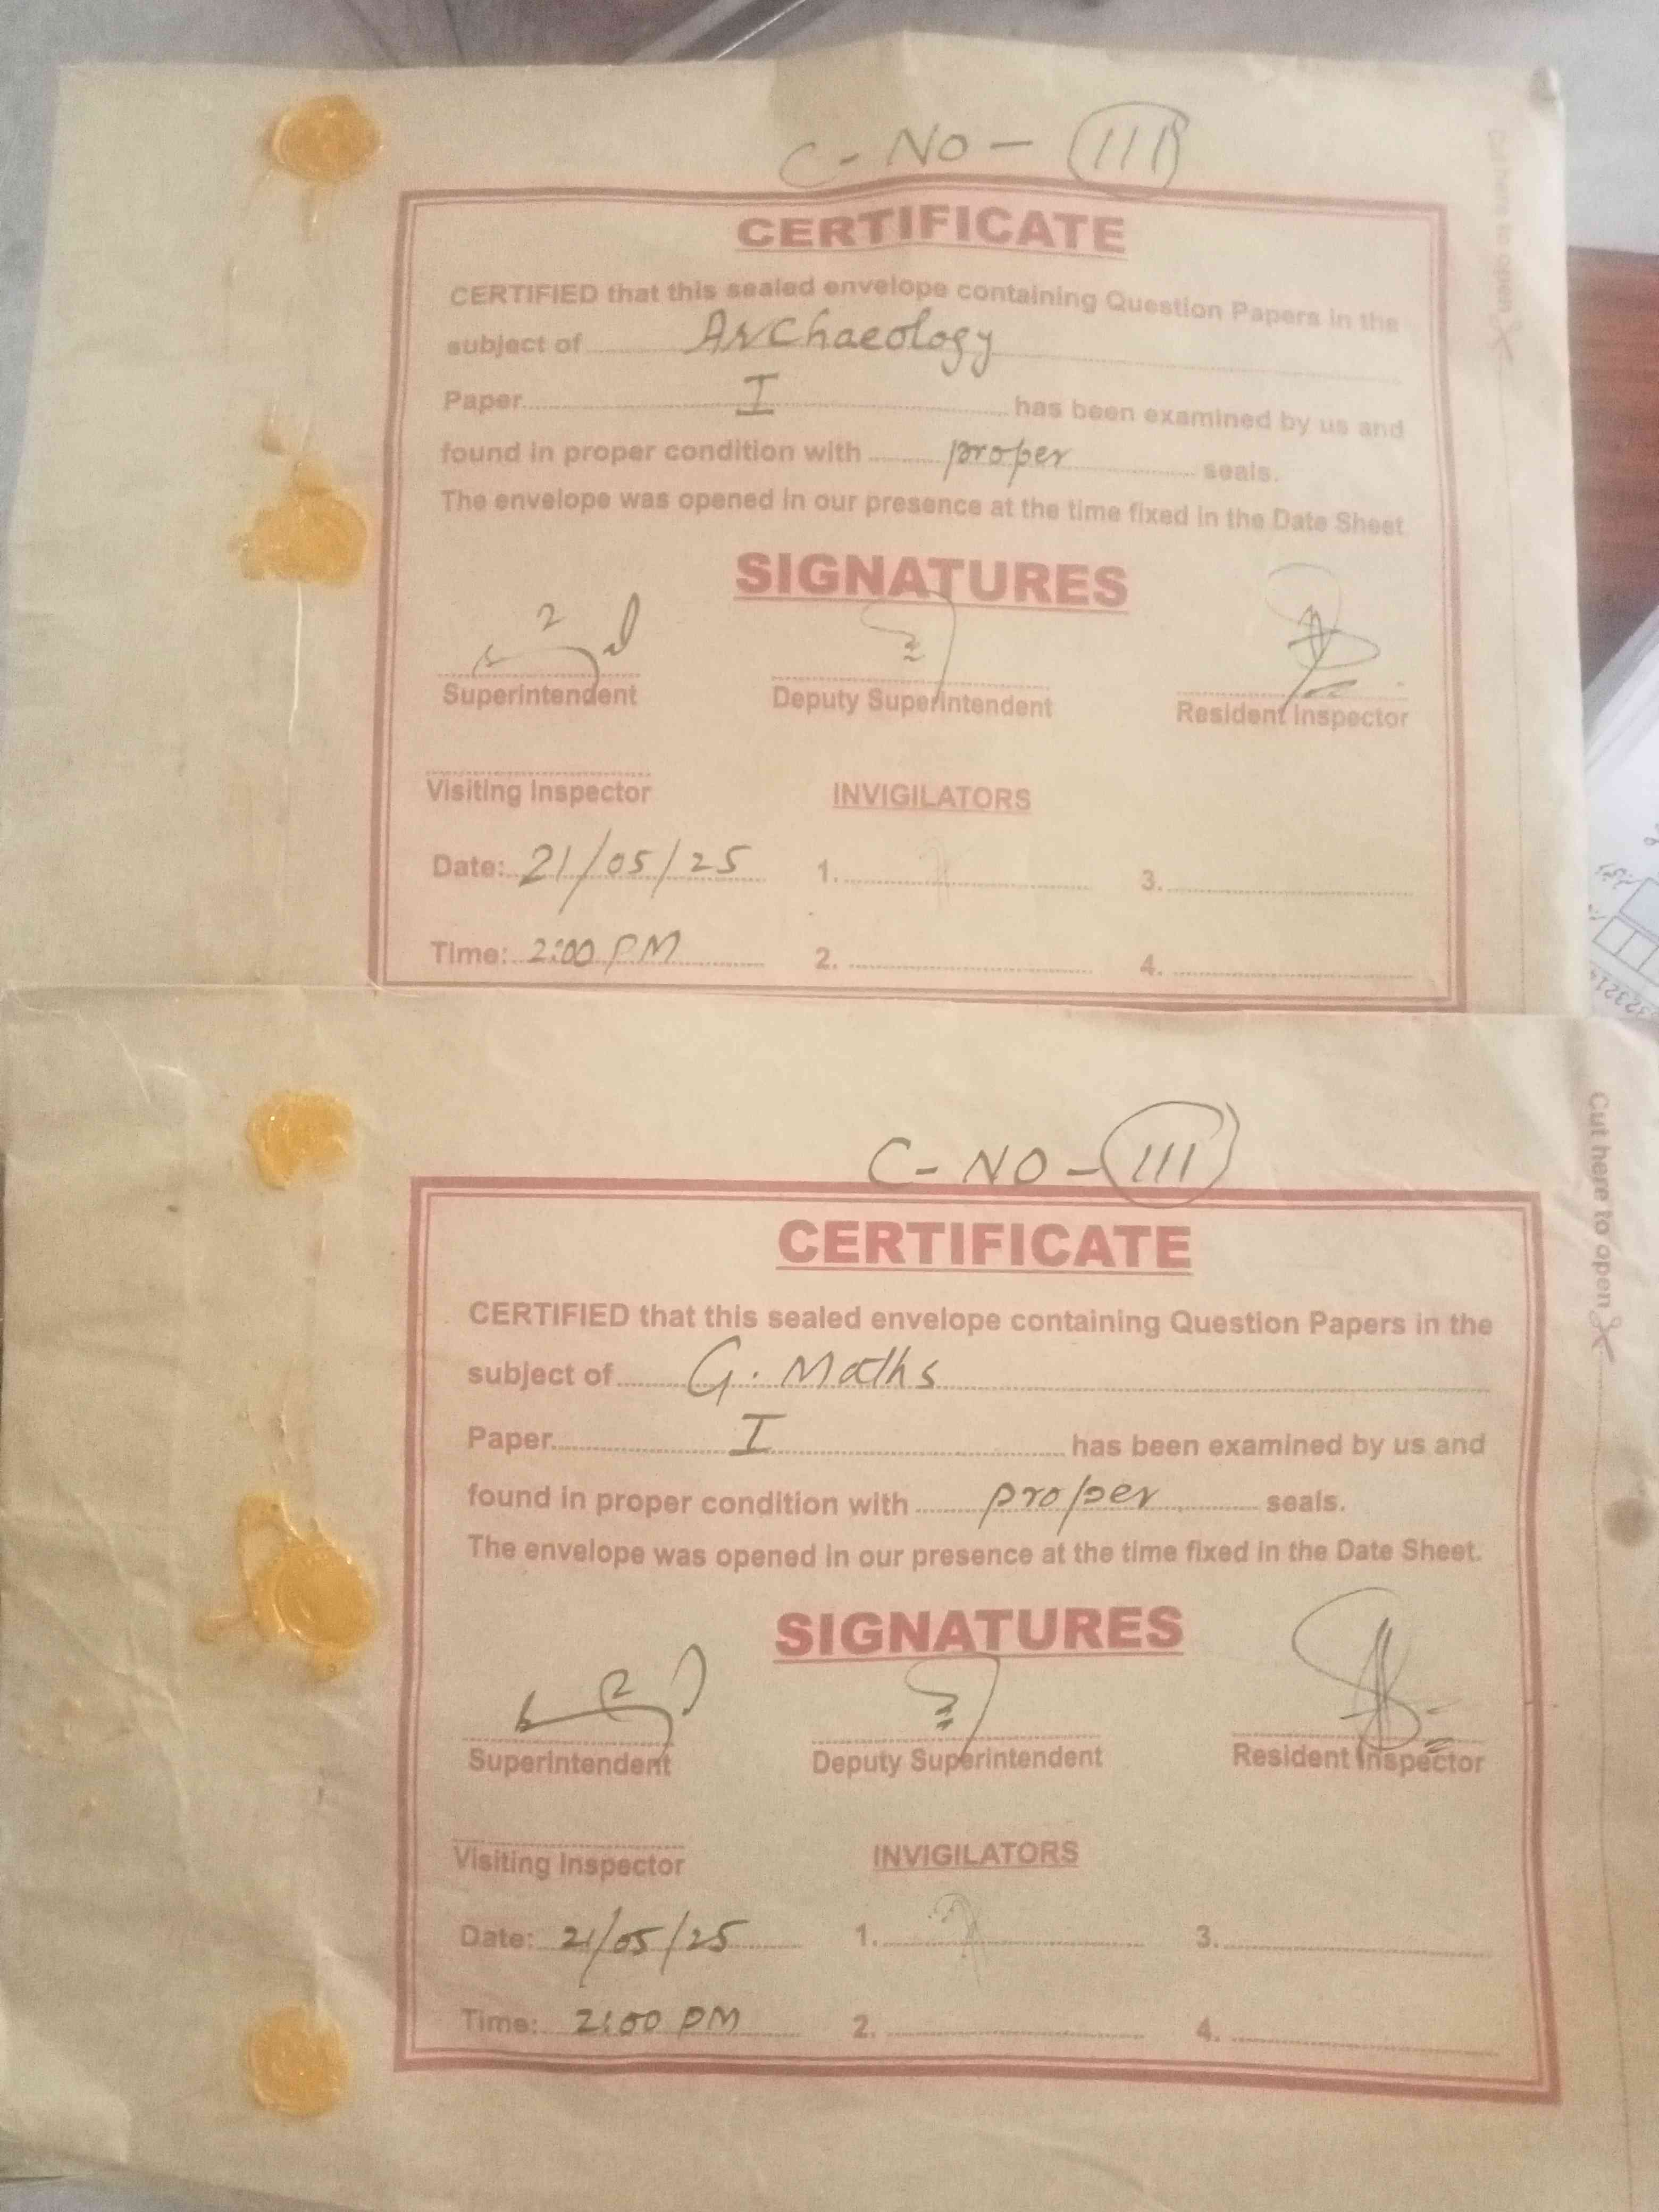 C - NO - (111)
CERTIFICATE
CERTIFIED that this sealed envelope containing Question Papers in the
subject of Archaeology
Paper I has been examined by us and
found in proper condition with proper seals.
The envelope was opened in our presence at the time fixed in the Date Sheet
SIGNATURES
Superintendent Deputy Superintendent Resident Inspector
Visiting Inspector INVIGILATORS
Date: 21/05/25 1. 3.
Time: 2:00 PM 2. 4.
Cut here to open
C - NO - (111)
CERTIFICATE
CERTIFIED that this sealed envelope containing Question Papers in the
subject of G. Maths
Paper I has been examined by us and
found in proper condition with proper seals.
The envelope was opened in our presence at the time fixed in the Date Sheet.
SIGNATURES
Superintendent Deputy Superintendent Resident Inspector
Visiting Inspector INVIGILATORS
Date: 21/05/25 1. 3.
Time: 2:00 PM 2. 4.
Cut here to open